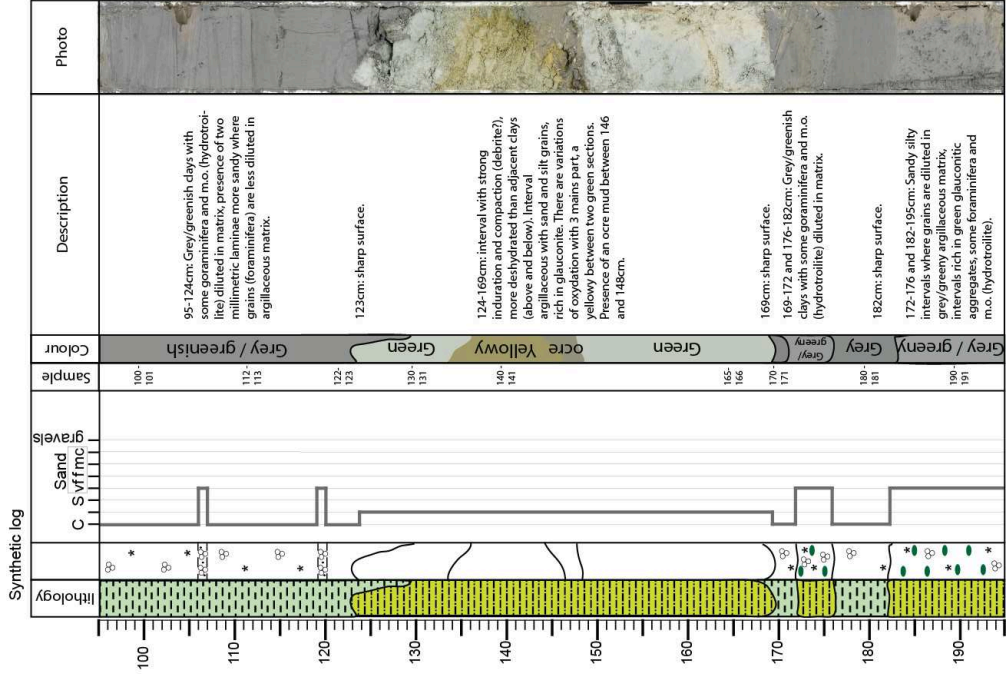 Synthetic log
lithology
C
S
vf f m c
Sand
gravels
Sample
Colour
Description
Photo
100
110
120
130
140
150
160
170
180
190
100-
101
112-
113
122-
123
130-
131
140-
141
165-
166
170-
171
180-
181
190-
191
Grey / greenish
Green
ocre Yellowy
Green
Grey/
greeny
Grey
Grey / greeny
95-124cm: Grey/greenish clays with
some goraminifera and m.o. (hydrotroi-
lite) diluted in matrix, presence of two
millimetric laminae more sandy where
grains (foraminifera) are less diluted in
argillaceous matrix.
123cm: sharp surface.
124-169cm: interval with strong
induration and compaction (debrite?),
more deshydrated than adjacent clays
(above and below). Interval
argillaceous with sand and silt grains,
rich in glauconite. There are variations
of oxydation with 3 mains part, a
yellowy between two green sections.
Presence of an ocre mud between 146
and 148cm.
169cm: sharp surface.
169-172 and 176-182cm: Grey/greenish
clays with some goraminifera and m.o.
(hydrotroilite) diluted in matrix.
182cm: sharp surface.
172-176 and 182-195cm: Sandy silty
intervals where grains are diluted in
grey/greeny argillaceous matrix,
intervals rich in green glauconitic
aggregates, some foraminifera and
m.o. (hydrotroilite).